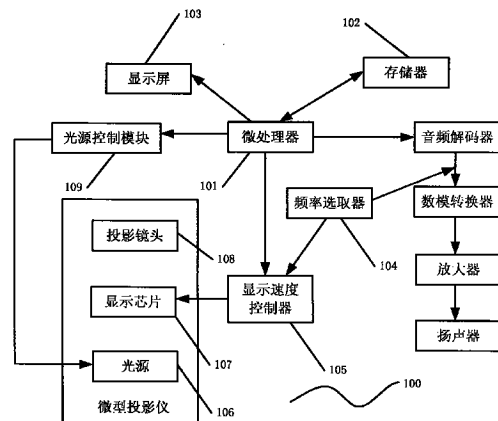 103
102
显示屏
存储器
光源控制模块
微处理器
音频解码器
109
101
频率选取器
数模转换器
投影镜头
108
104
放大器
显示芯片
显示速度
控制器
107
扬声器
光源
105
100
106
微型投影仪